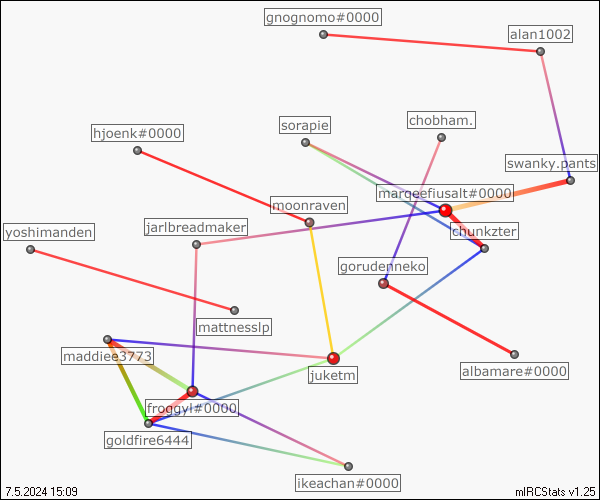 gnognomo#0000
alan1002
chobham.
sorapie
hjoenk#0000
swanky.pants
marqeefiusalt#0000
moonraven
jarlbreadmaker
chunkzter
yoshimanden
gorudenneko
mattnesslp
maddiee3773
albamare#0000
juketm
froggyl#0000
goldfire6444
ikeachan#0000
7.5.2024 15:09
mIRCStats v1.25